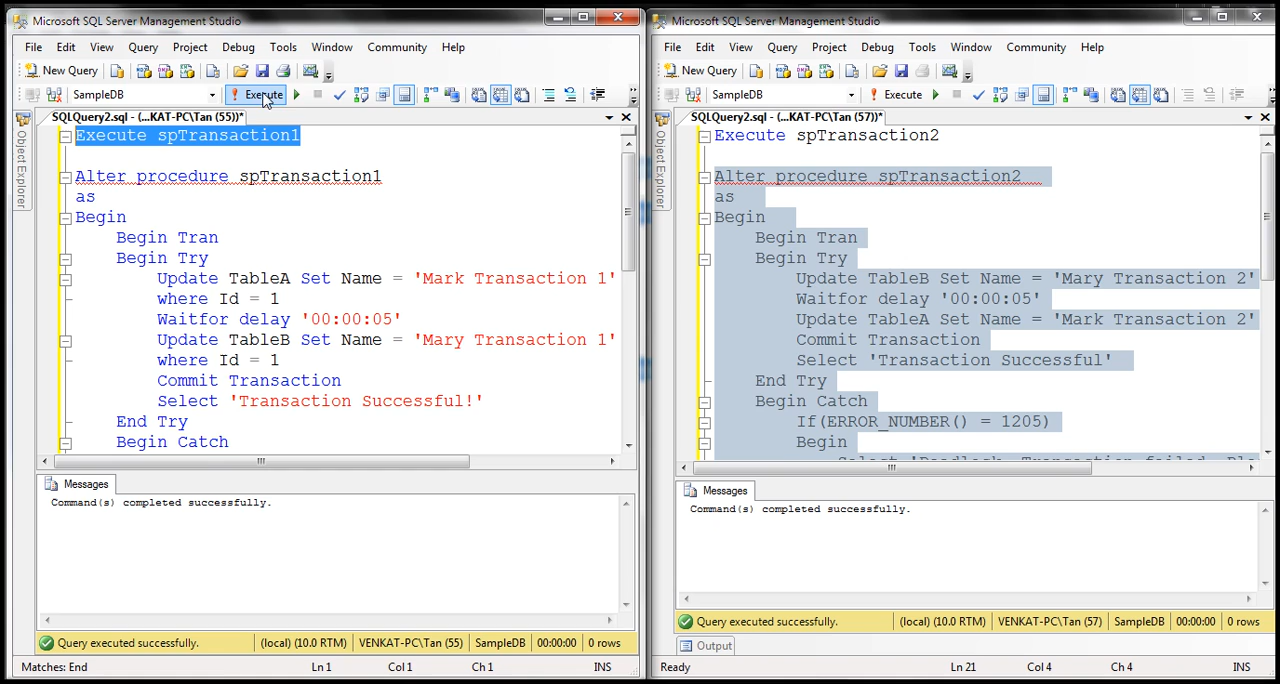 Microsoft SQL Server Management Studio
File Edit View Query Project Debug Tools Window Community Help
New Query
SampleDB Execute
SQLQuery2.sql - (...KAT-PC\Tan (55))*
Object Explorer
Execute spTransaction1
Alter procedure spTransaction1
as
Begin
Begin Tran
Begin Try
Update TableA Set Name = 'Mark Transaction 1'
where Id = 1
Waitfor delay '00:00:05'
Update TableB Set Name = 'Mary Transaction 1'
where Id = 1
Commit Transaction
Select 'Transaction Successful!'
End Try
Begin Catch
Messages
Command(s) completed successfully.
Query executed successfully. (local) (10.0 RTM) VENKAT-PC\Tan (55) SampleDB 00:00:00 0 rows
Matches: End Ln 1 Col 1 Ch 1 INS
Microsoft SQL Server Management Studio
File Edit View Query Project Debug Tools Window Community Help
New Query
SampleDB Execute
SQLQuery2.sql - (...KAT-PC\Tan (57))*
Object Explorer
Execute spTransaction2
Alter procedure spTransaction2
as
Begin
Begin Tran
Begin Try
Update TableB Set Name = 'Mary Transaction 2'
Waitfor delay '00:00:05'
Update TableA Set Name = 'Mark Transaction 2'
Commit Transaction
Select 'Transaction Successful'
End Try
Begin Catch
If(ERROR_NUMBER() = 1205)
Begin
Select 'Deadlock. Transaction failed. Pla
Messages
Command(s) completed successfully.
Query executed successfully. (local) (10.0 RTM) VENKAT-PC\Tan (57) SampleDB 00:00:00 0 rows
Output
Ready Ln 21 Col 4 Ch 4 INS